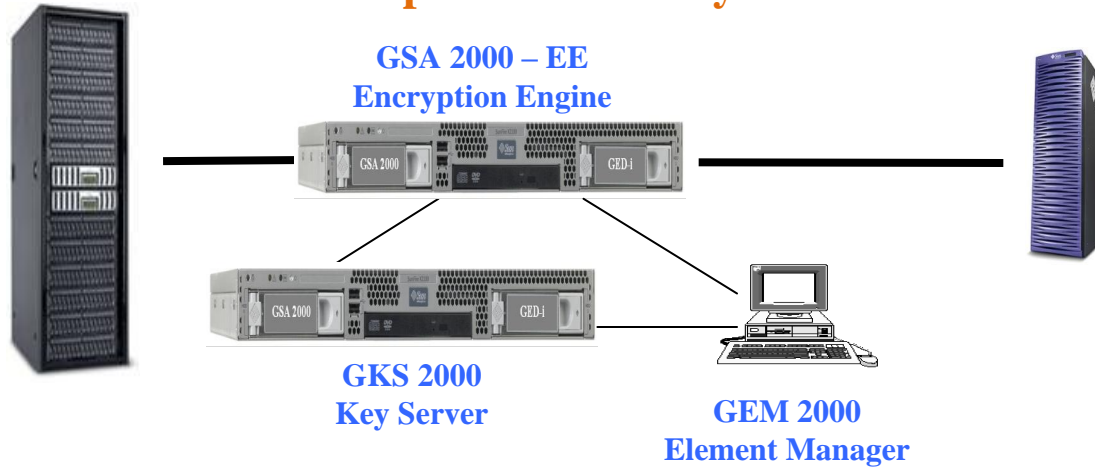 GSA 2000 – EE
Encryption Engine
GSA 2000
GED-i
GSA 2000
GED-i
GKS 2000
Key Server
GEM 2000
Element Manager